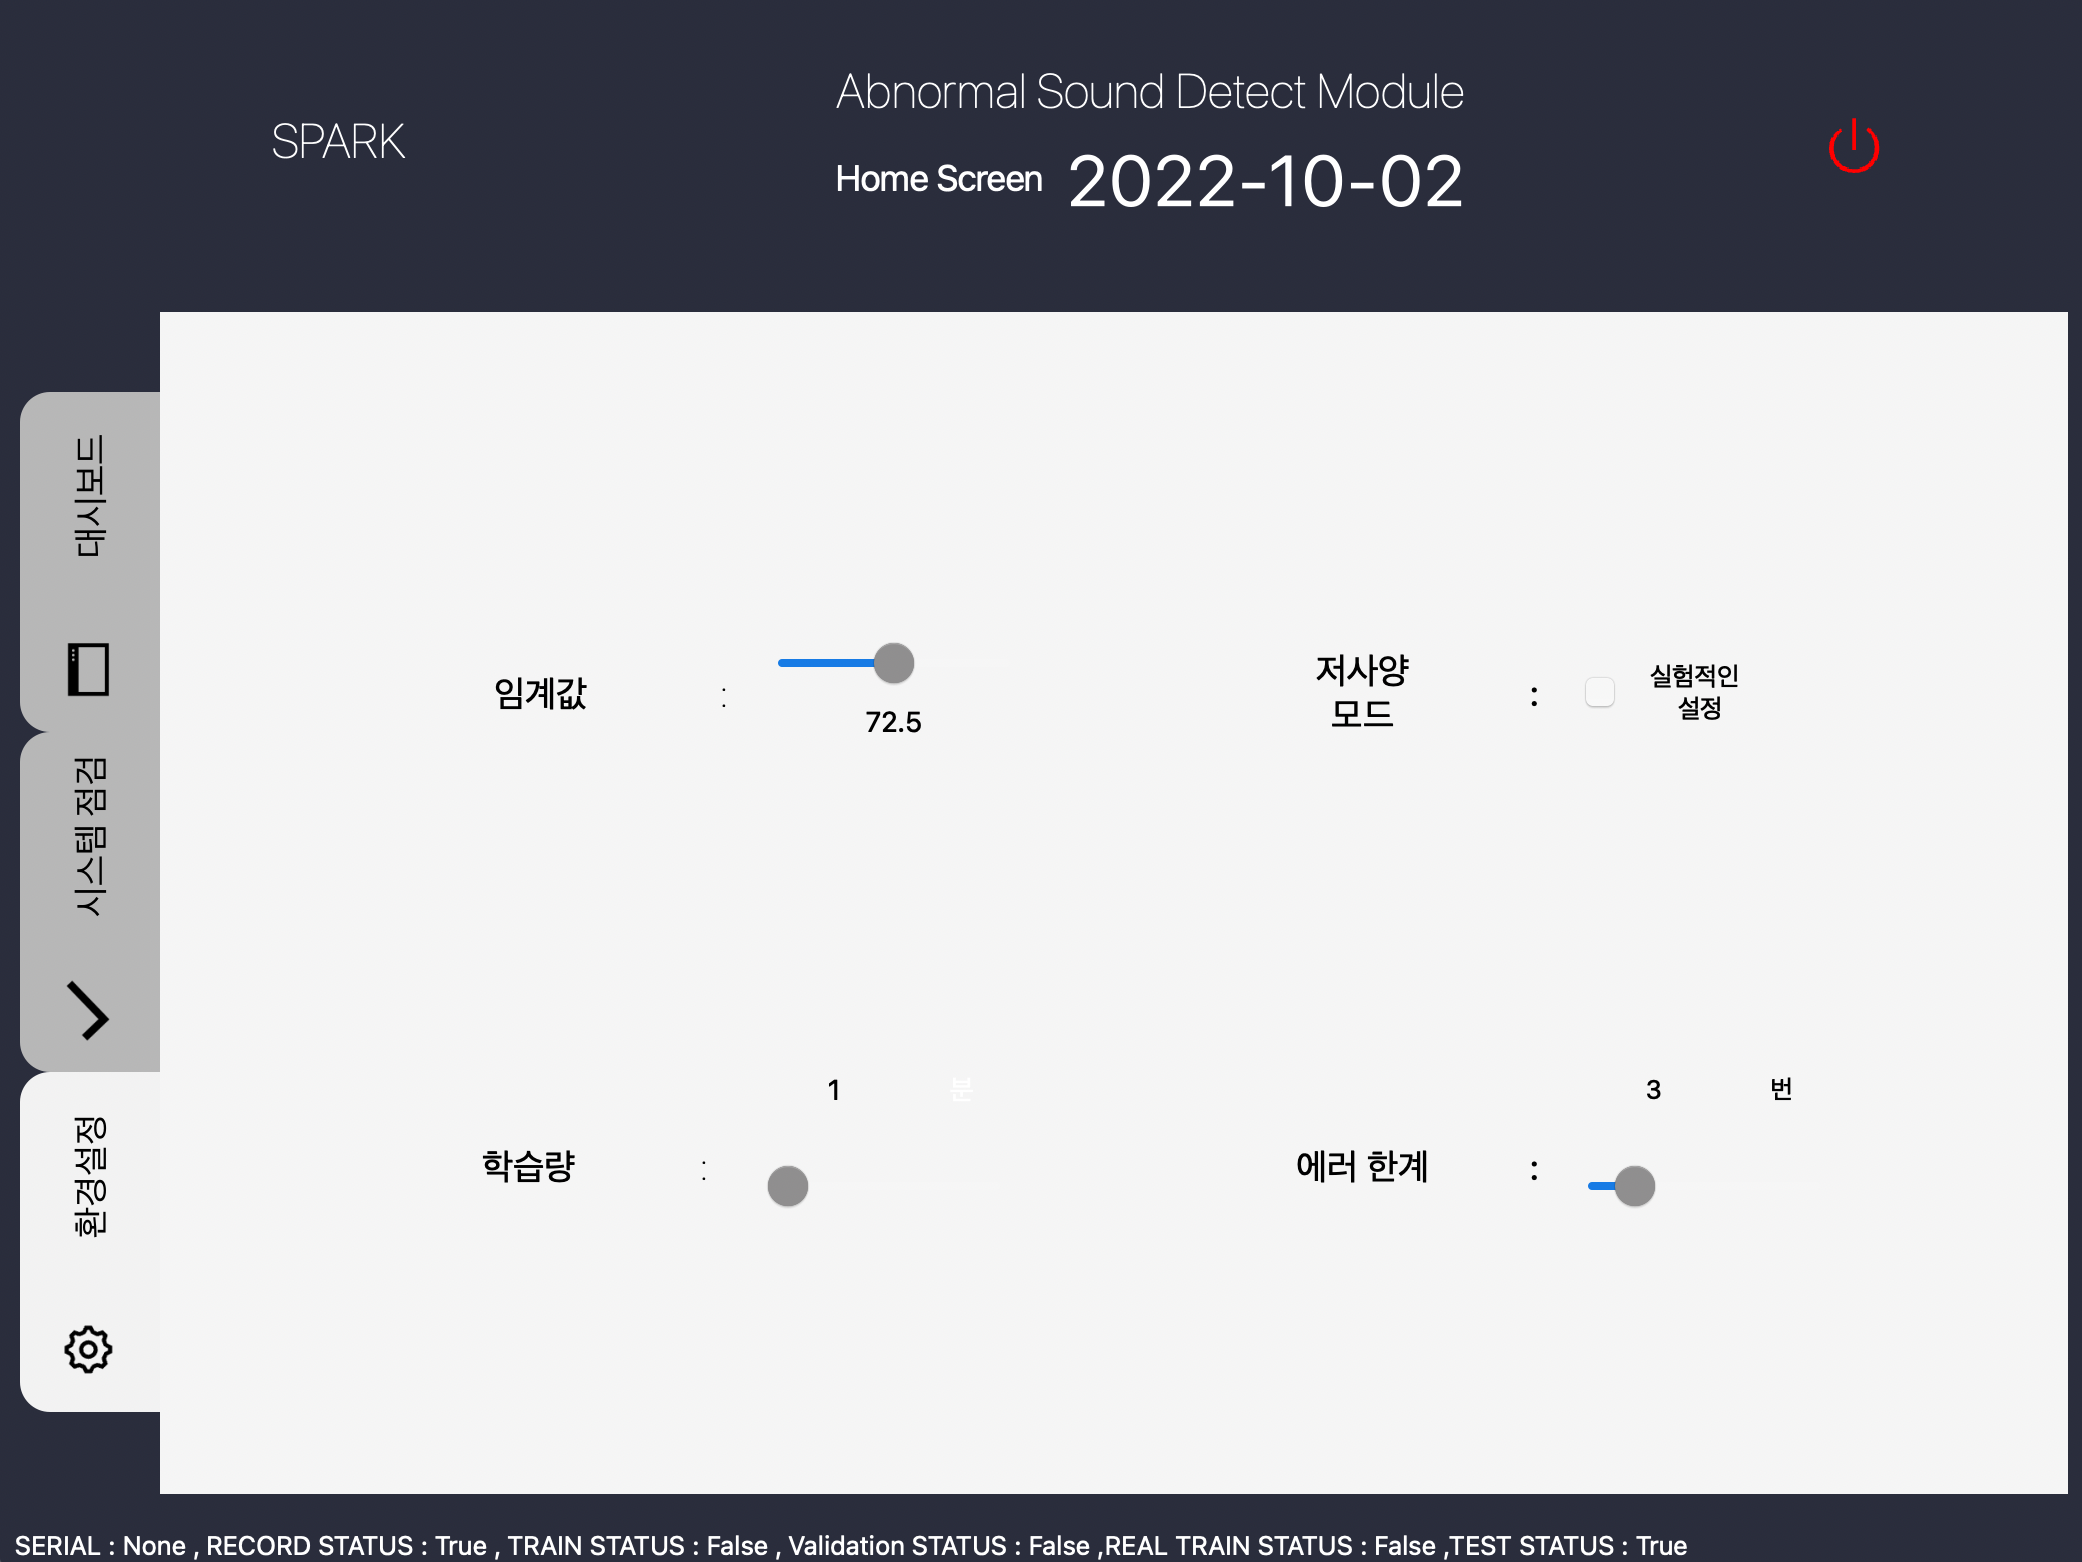 SPARK
Abnormal Sound Detect Module
Home Screen 2022-10-02
대시보드
시스템 점검
환경설정
임계값 :
72.5
저사양
모드 :
실험적인
설정
1 분
학습량 :
3 번
에러 한계 :
SERIAL : None , RECORD STATUS : True , TRAIN STATUS : False , Validation STATUS : False ,REAL TRAIN STATUS : False ,TEST STATUS : True